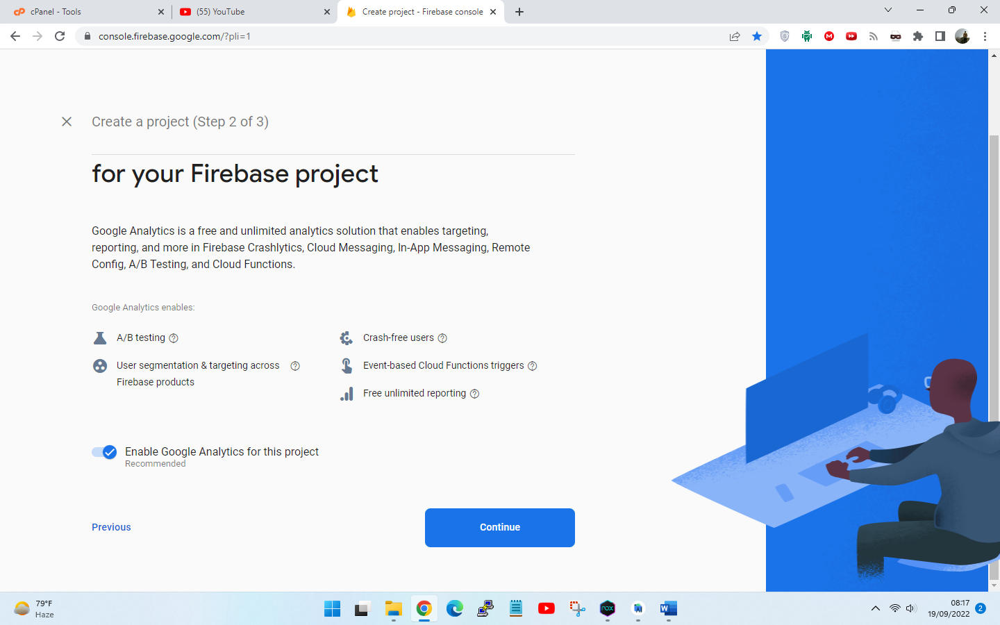 cPanel - Tools
(55) YouTube
Create project - Firebase console
console.firebase.google.com/?pli=1
Create a project (Step 2 of 3)
for your Firebase project
Google Analytics is a free and unlimited analytics solution that enables targeting,
reporting, and more in Firebase Crashlytics, Cloud Messaging, In-App Messaging, Remote
Config, A/B Testing, and Cloud Functions.
Google Analytics enables:
A/B testing
Crash-free users
User segmentation & targeting across
Firebase products
Event-based Cloud Functions triggers
Free unlimited reporting
Enable Google Analytics for this project
Recommended
Previous
Continue
79°F
Haze
08:17
19/09/2022
2